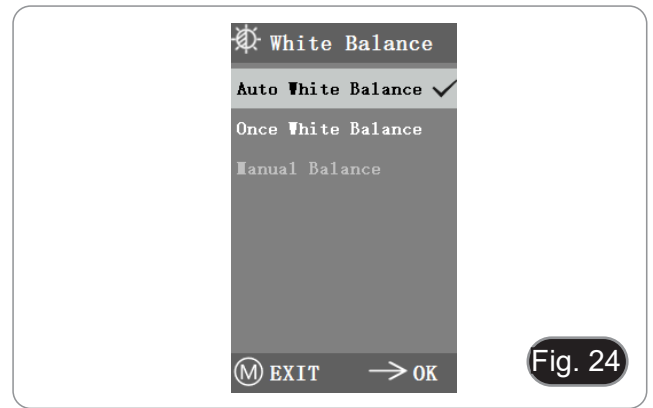 White Balance
Auto White Balance
Once White Balance
Manual Balance
M EXIT → OK
Fig. 24